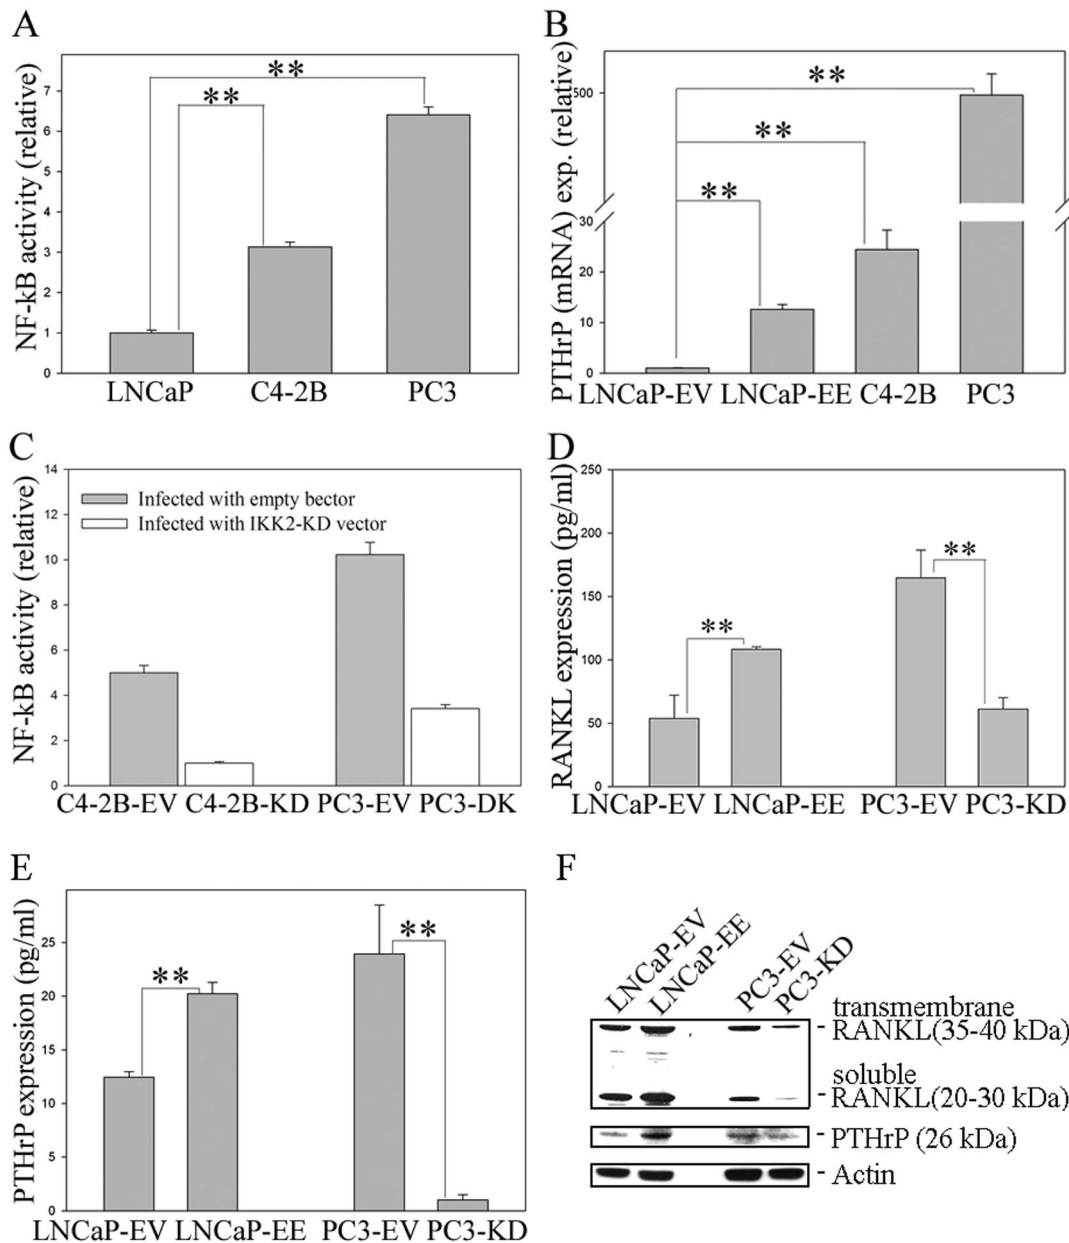 A
NF-kB activity (relative)
7
6
5
4
3
2
1
0
**
**
LNCaP C4-2B PC3
B
PTHrP (mRNA) exp. (relative)
500
30
20
10
0
**
**
**
LNCaP-EV LNCaP-EE C4-2B PC3
C
NF-kB activity (relative)
14
12
10
8
6
4
2
0
Infected with empty bector
Infected with IKK2-KD vector
C4-2B-EV C4-2B-KD PC3-EV PC3-DK
D
RANKL expression (pg/ml)
250
200
150
100
50
0
**
**
LNCaP-EV LNCaP-EE PC3-EV PC3-KD
E
PTHrP expression (pg/ml)
25
20
15
10
5
0
**
**
LNCaP-EV LNCaP-EE PC3-EV PC3-KD
F
LNCaP-EV
LNCaP-EE
PC3-EV
PC3-KD
transmembrane
- RANKL(35-40 kDa)
soluble
- RANKL(20-30 kDa)
- PTHrP (26 kDa)
- Actin